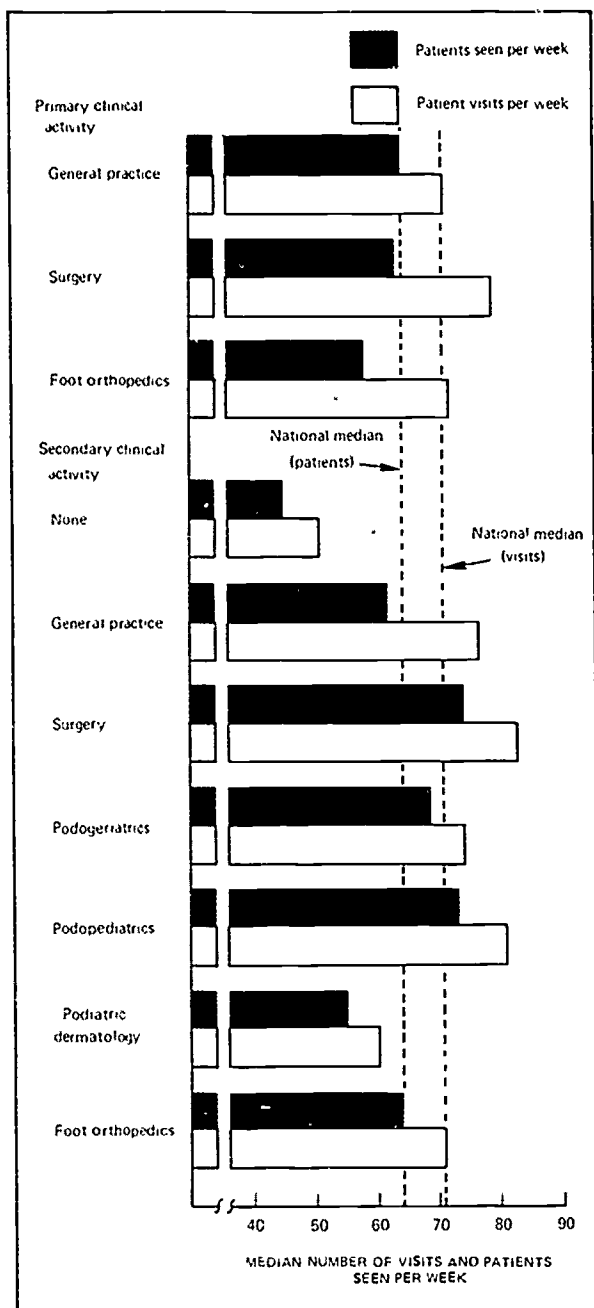 Patients seen per week
Patient visits per week
Primary clinical
activity
General practice
Surgery
Foot orthopedics
National median
(patients)
Secondary clinical
activity
None
National median
(visits)
General practice
Surgery
Podogeriatrics
Podopediatrics
Podiatric
dermatology
Foot orthopedics
40 50 60 70 80 90
MEDIAN NUMBER OF VISITS AND PATIENTS
SEEN PER WEEK